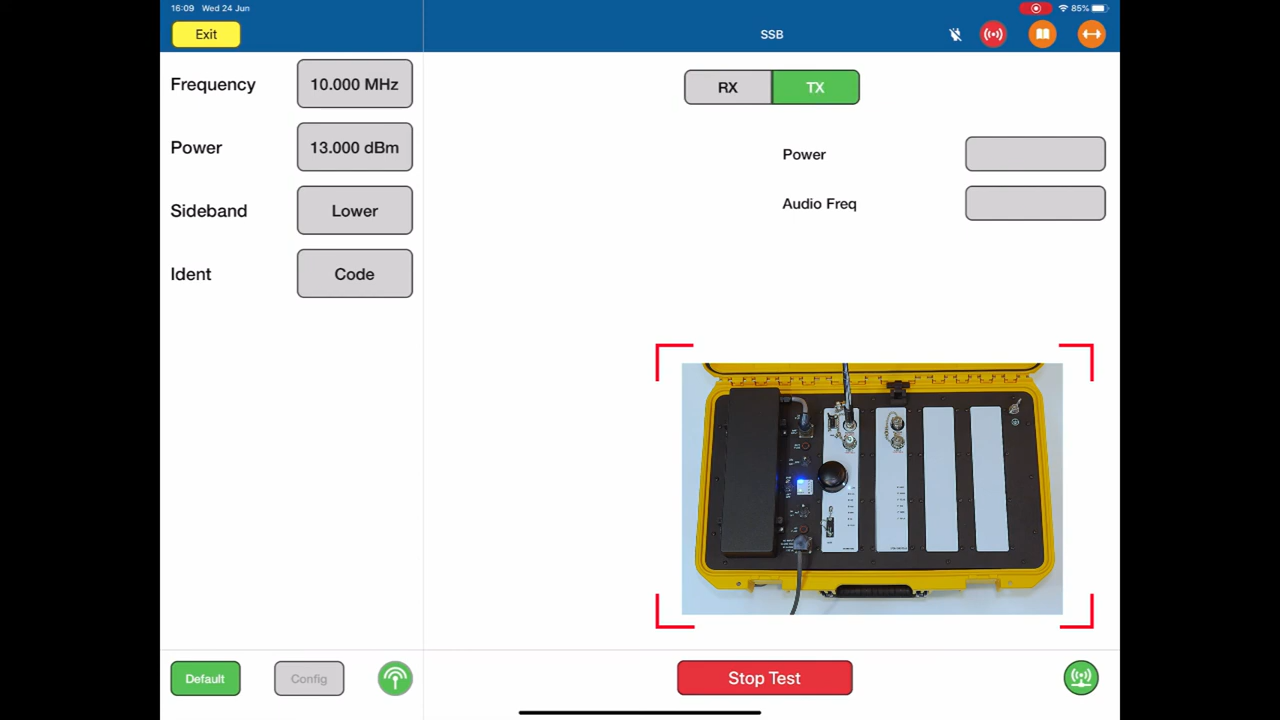 16:09 Wed 24 Jun
85%
Exit
SSB
Frequency
10.000 MHz
RX
TX
Power
13.000 dBm
Power
Sideband
Lower
Audio Freq
Ident
Code
Default
Config
Stop Test